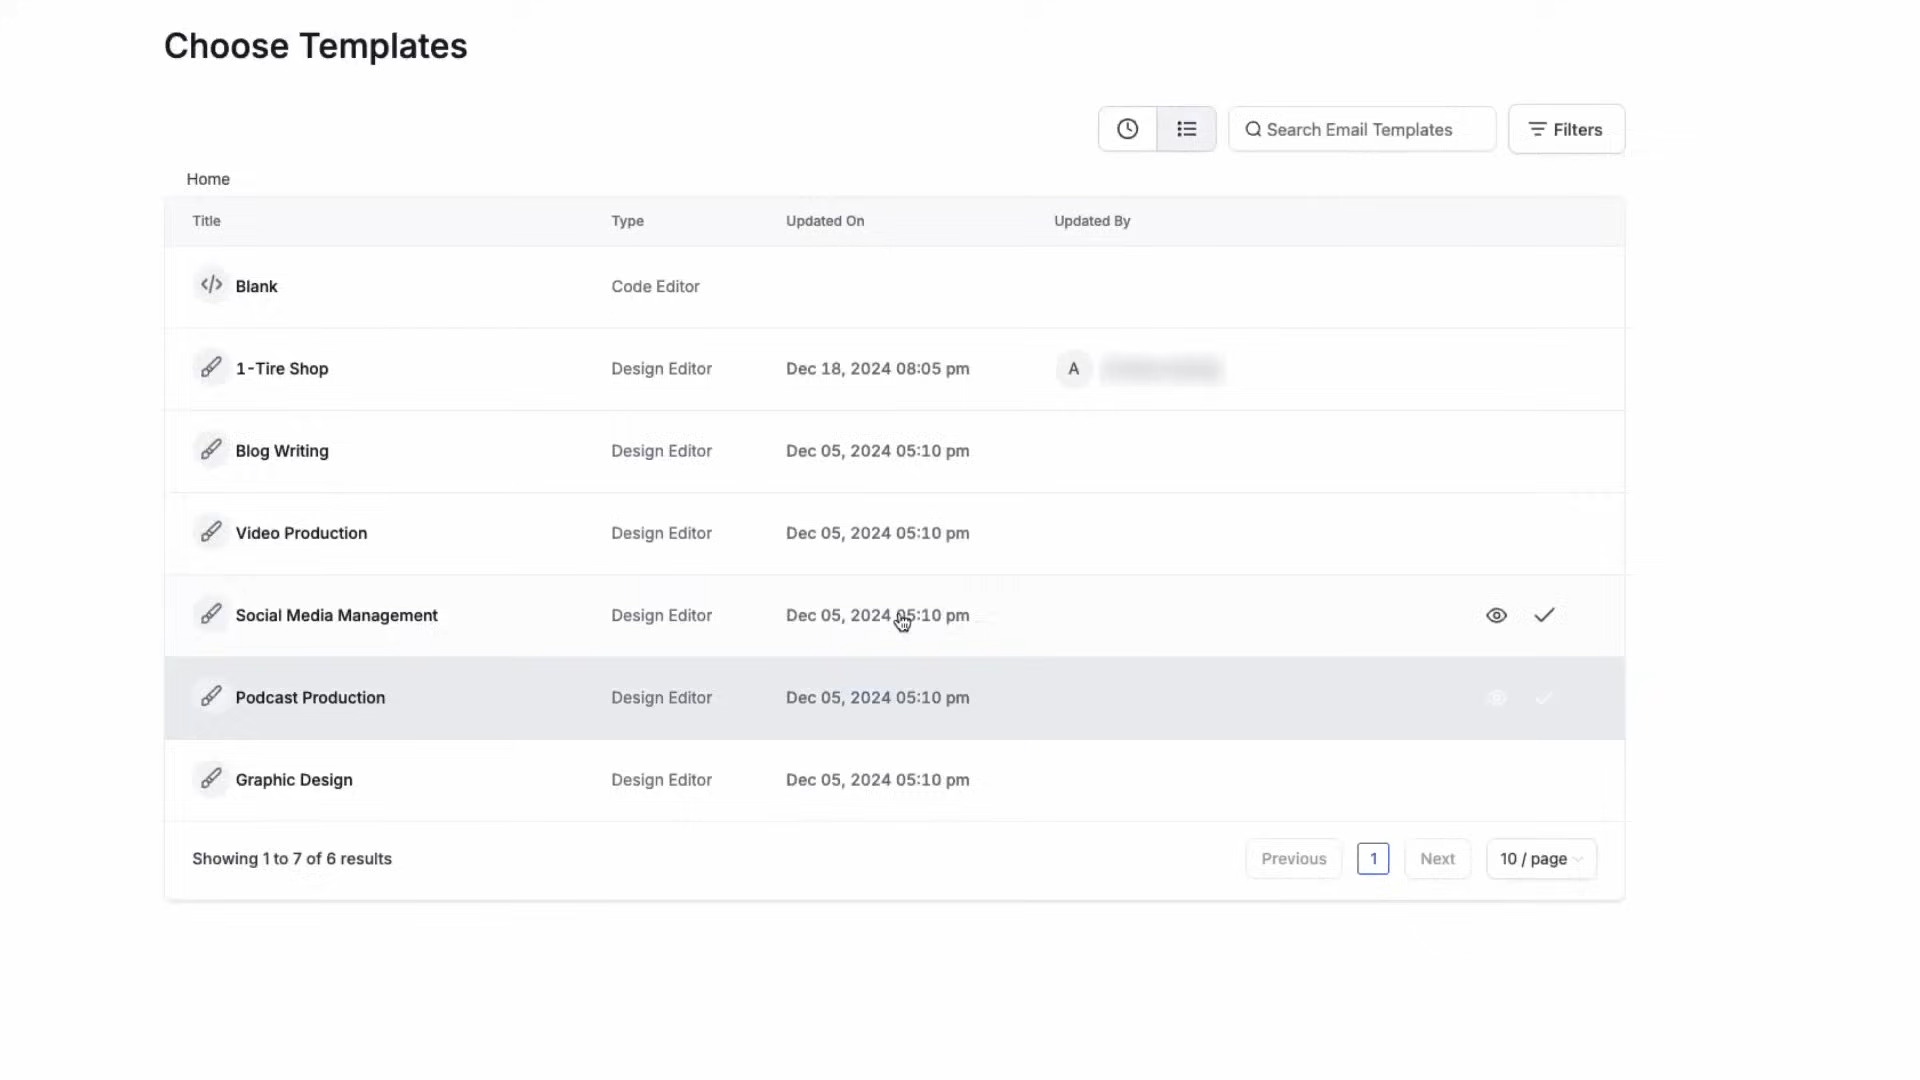 Choose Templates
Search Email Templates
Filters
Home
Title Type Updated On Updated By
Blank Code Editor
1-Tire Shop Design Editor Dec 18, 2024 08:05 pm A
Blog Writing Design Editor Dec 05, 2024 05:10 pm
Video Production Design Editor Dec 05, 2024 05:10 pm
Social Media Management Design Editor Dec 05, 2024 05:10 pm
Podcast Production Design Editor Dec 05, 2024 05:10 pm
Graphic Design Design Editor Dec 05, 2024 05:10 pm
Showing 1 to 7 of 6 results Previous 1 Next 10 / page